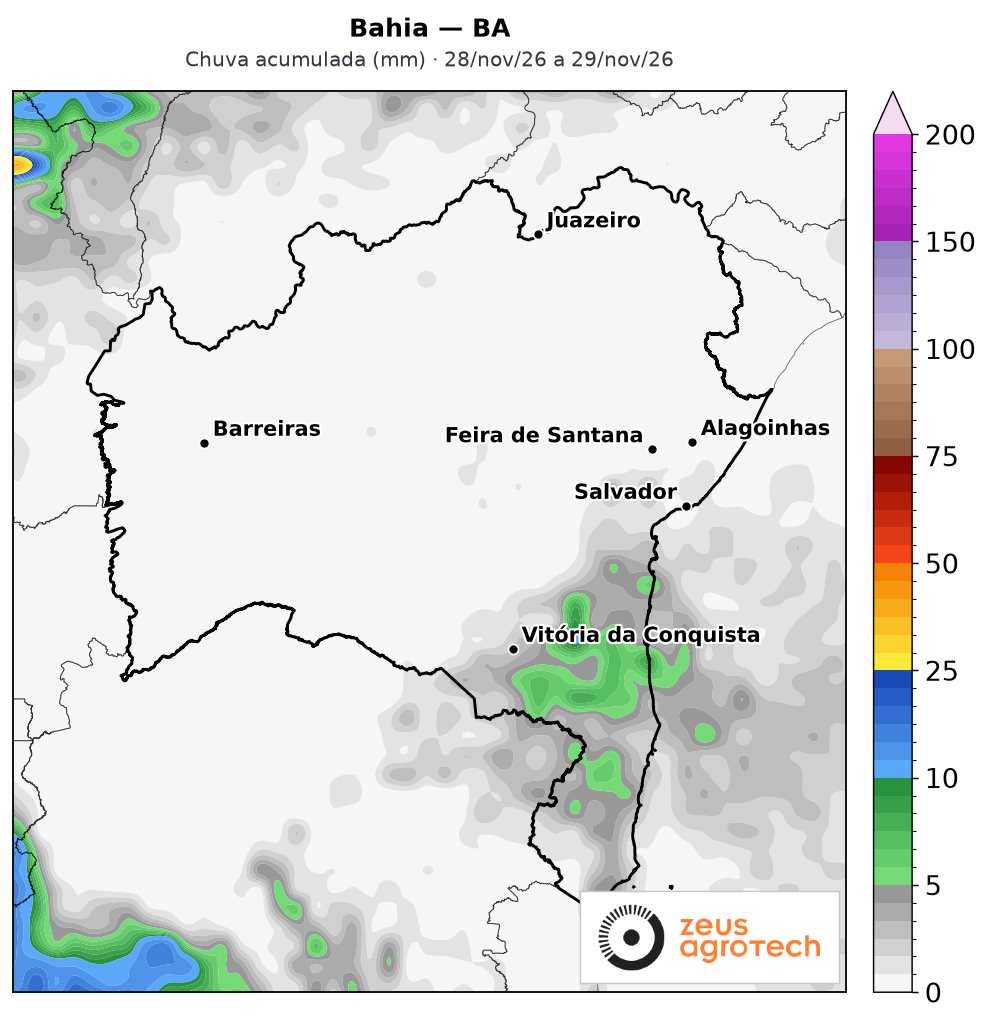 Bahia — BA
Chuva acumulada (mm) · 28/nov/26 a 29/nov/26
Juazeiro
Barreiras
Feira de Santana
Alagoinhas
Salvador
Vitória da Conquista
200
150
100
75
50
25
10
5
0
zeus
agrotech